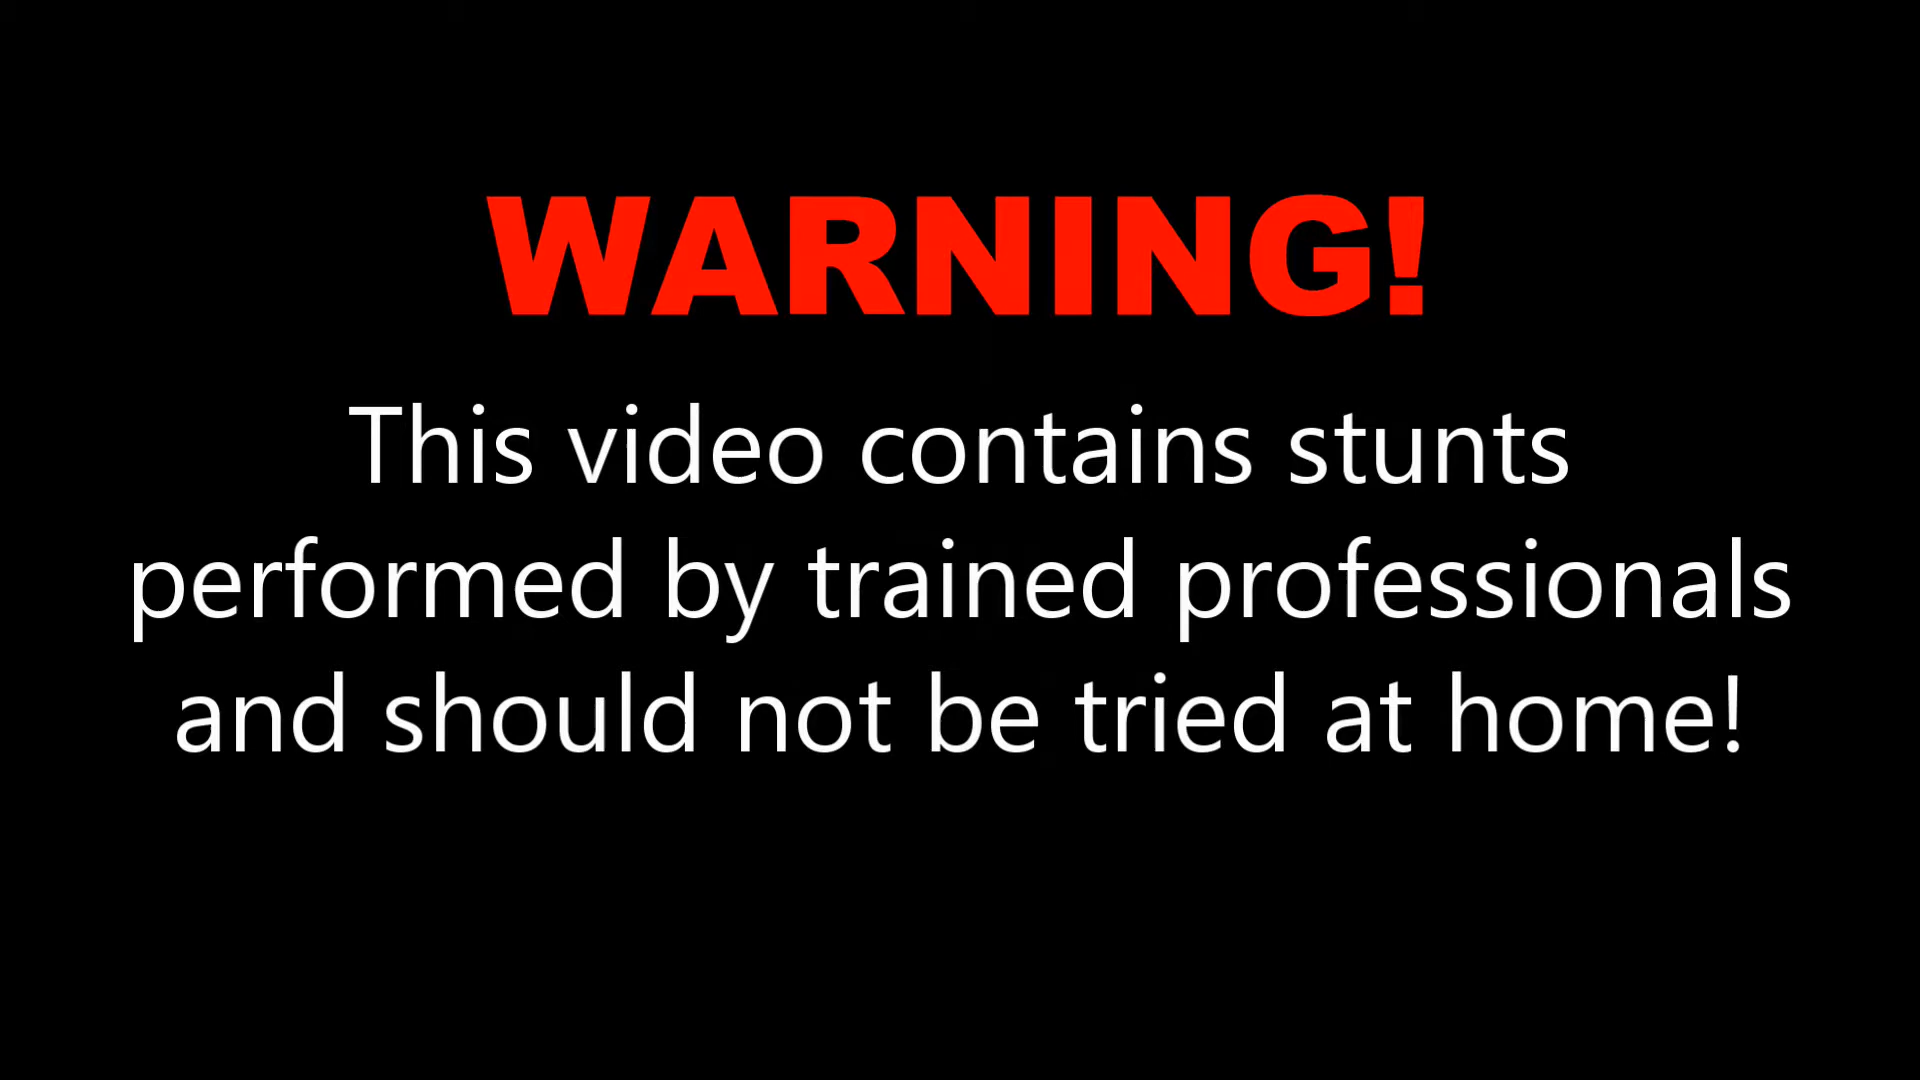 WARNING!
This video contains stunts
performed by trained professionals
and should not be tried at home!